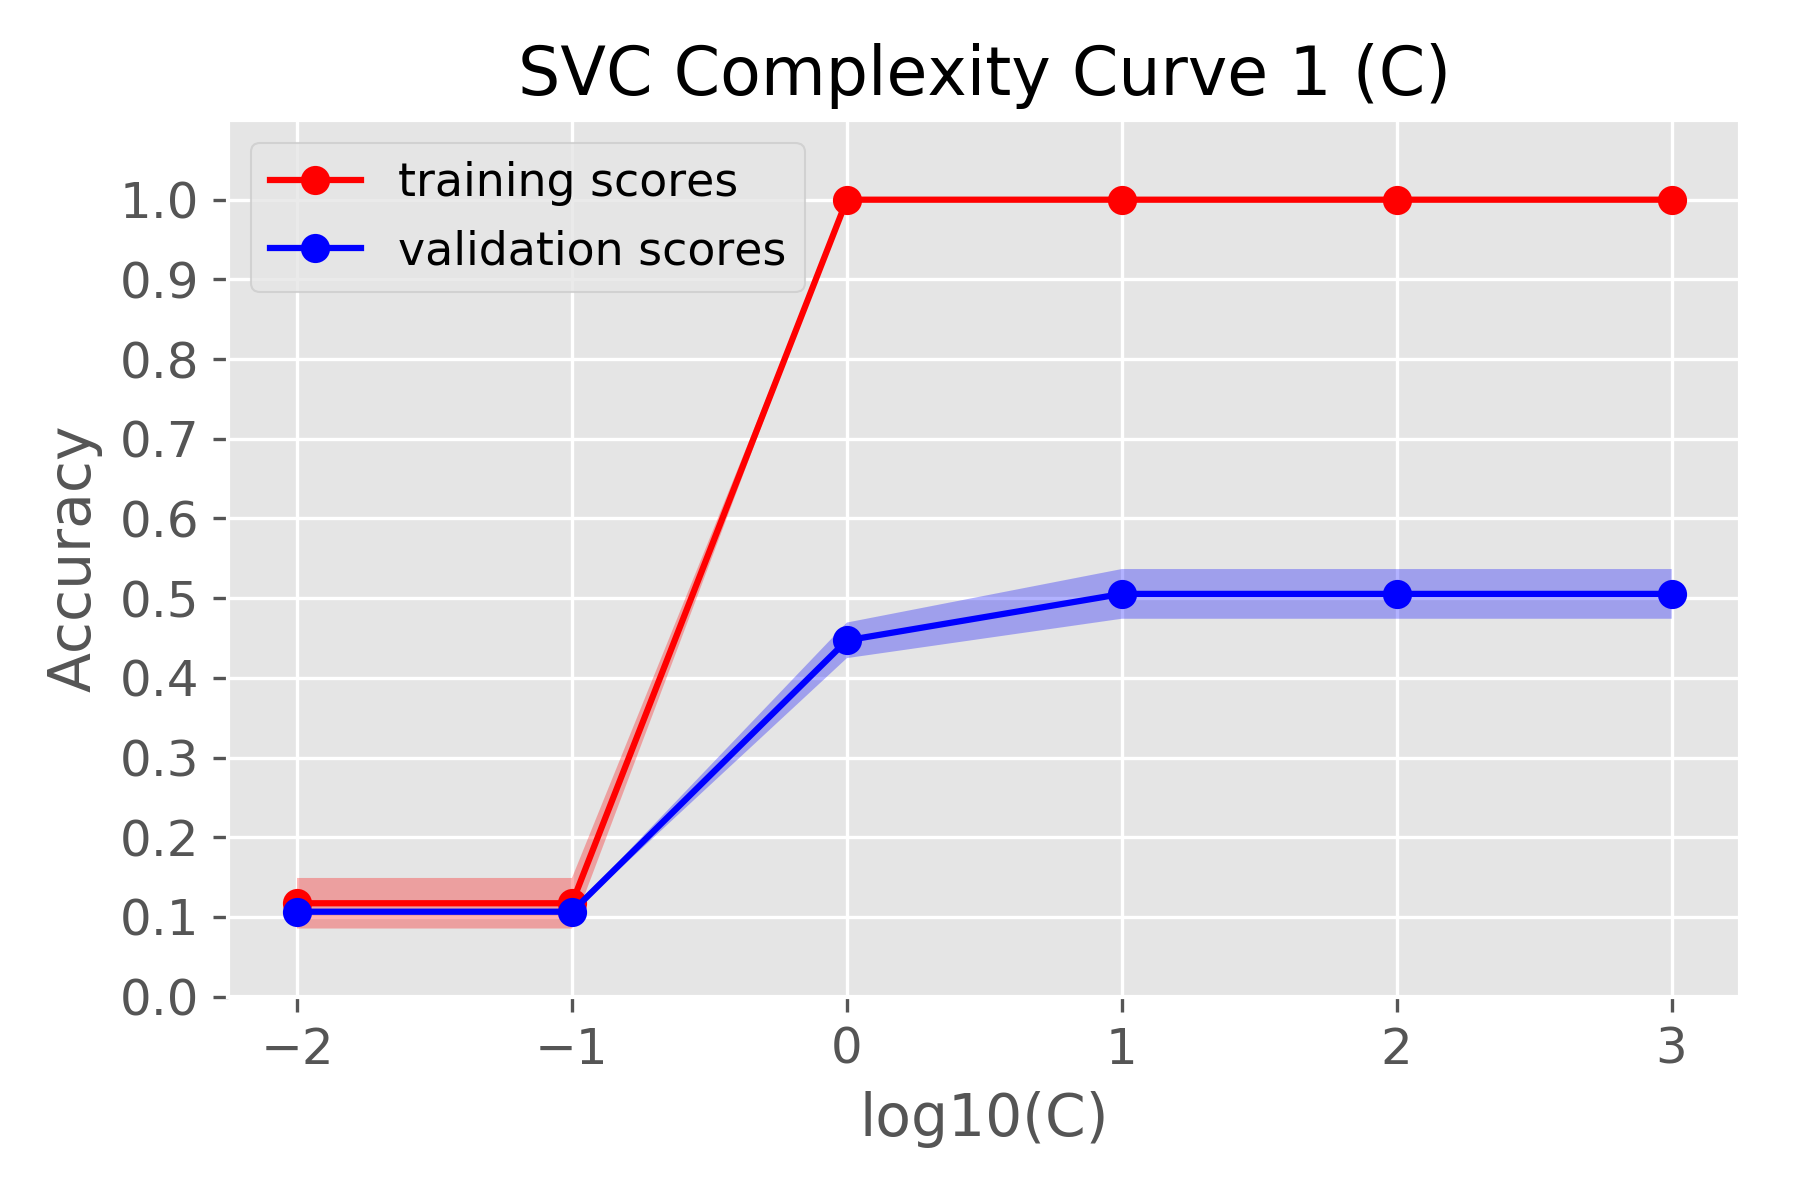 SVC Complexity Curve 1 (C)
training scores
validation scores
1.0
0.9
0.8
0.7
0.6
0.5
0.4
0.3
0.2
0.1
0.0
Accuracy
−2 −1 0 1 2 3
log10(C)